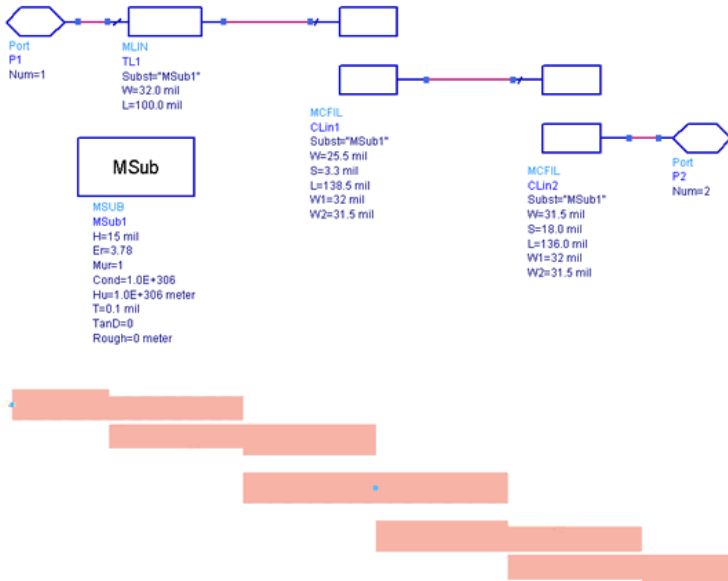 Port
P1
Num=1
MLIN
TL1
Subst="MSub1"
W=32.0 mil
L=100.0 mil
MCFIL
CLin1
Subst="MSub1"
W=25.5 mil
S=3.3 mil
L=138.5 mil
W1=32 mil
W2=31.5 mil
MCFIL
CLin2
Subst="MSub1"
W=31.5 mil
S=18.0 mil
L=136.0 mil
W1=32 mil
W2=31.5 mil
Port
P2
Num=2
MSub
MSUB
MSub1
H=15 mil
Er=3.78
Mur=1
Cond=1.0E+306
Hu=1.0E+306 meter
T=0.1 mil
TanD=0
Rough=0 meter